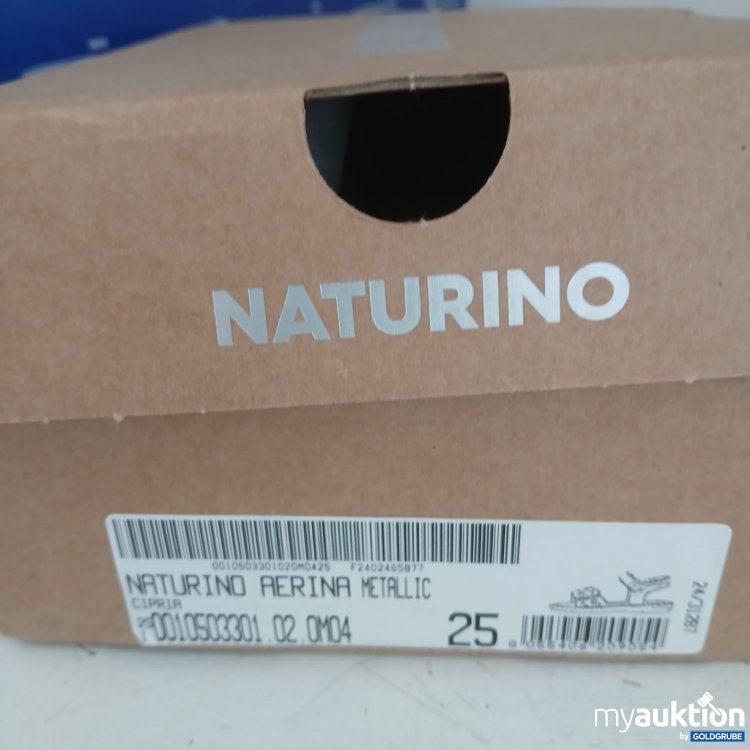 NATURINO
0010503301020M0425 F2402465877
NATURINO AERINA METALLIC
CIPRIA
0010503301.02.0M04
25
myauktion
by GOLDGRUBE